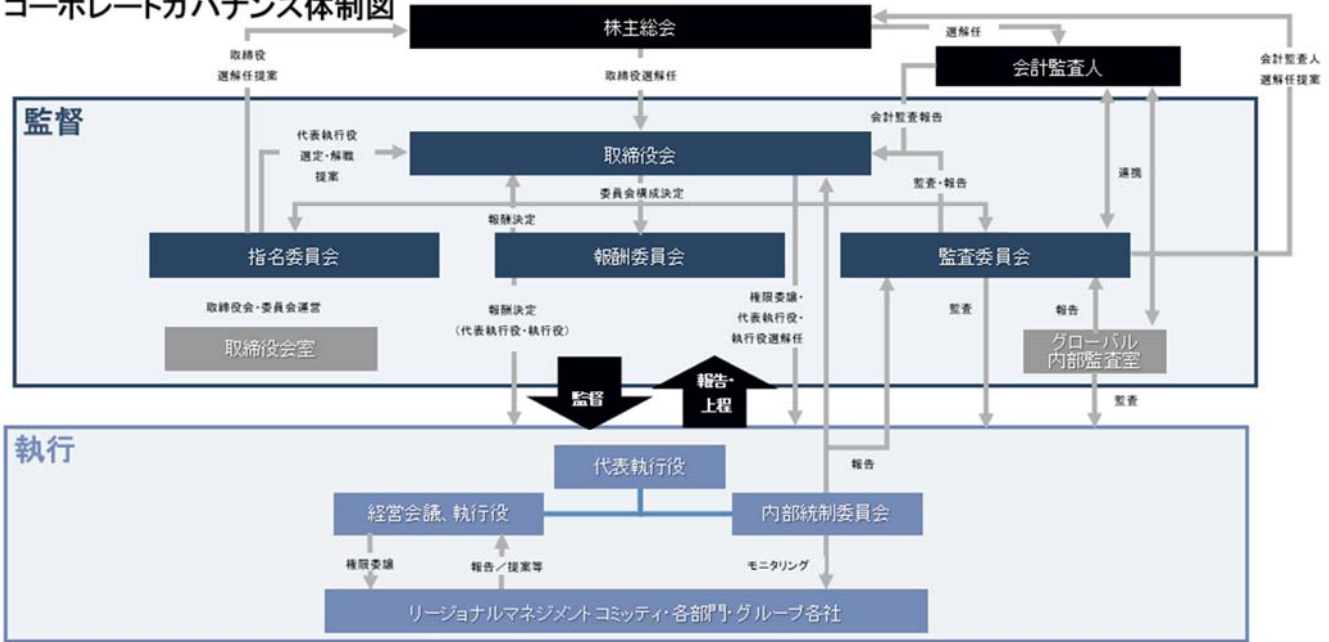 コーポレートガバナンス体制図
株主総会
選解任
取締役
選解任提案
取締役選解任
会計監査人
会計監査人
選解任提案
監督
会計監査報告
代表執行役
選定・解職
提案
取締役会
監査・報告
連携
委員会構成決定
報酬決定
指名委員会
報酬委員会
監査委員会
取締役会・委員会運営
報酬決定
(代表執行役・執行役)
権限委譲・
代表執行役・
執行役選解任
監査
報告
取締役会室
グローバル
内部監査室
監督
報告・
上程
監査
執行
代表執行役
報告
経営会議、執行役
内部統制委員会
権限委譲
報告／提案等
モニタリング
リージョナルマネジメントコミッティ・各部門・グループ各社